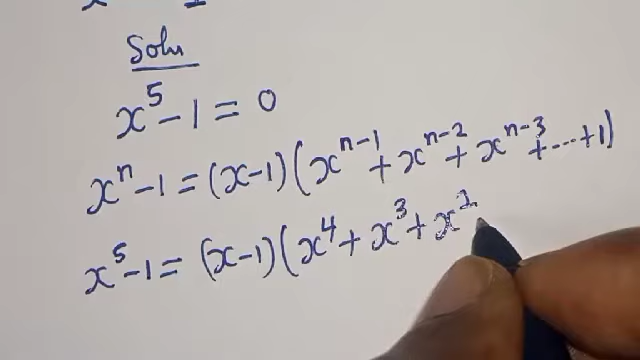 Soln
x⁵ - 1 = 0
xⁿ - 1 = (x-1)(xⁿ⁻¹ + xⁿ⁻² + xⁿ⁻³ + ... + 1)
x⁵ - 1 = (x-1)(x⁴ + x³ + x²